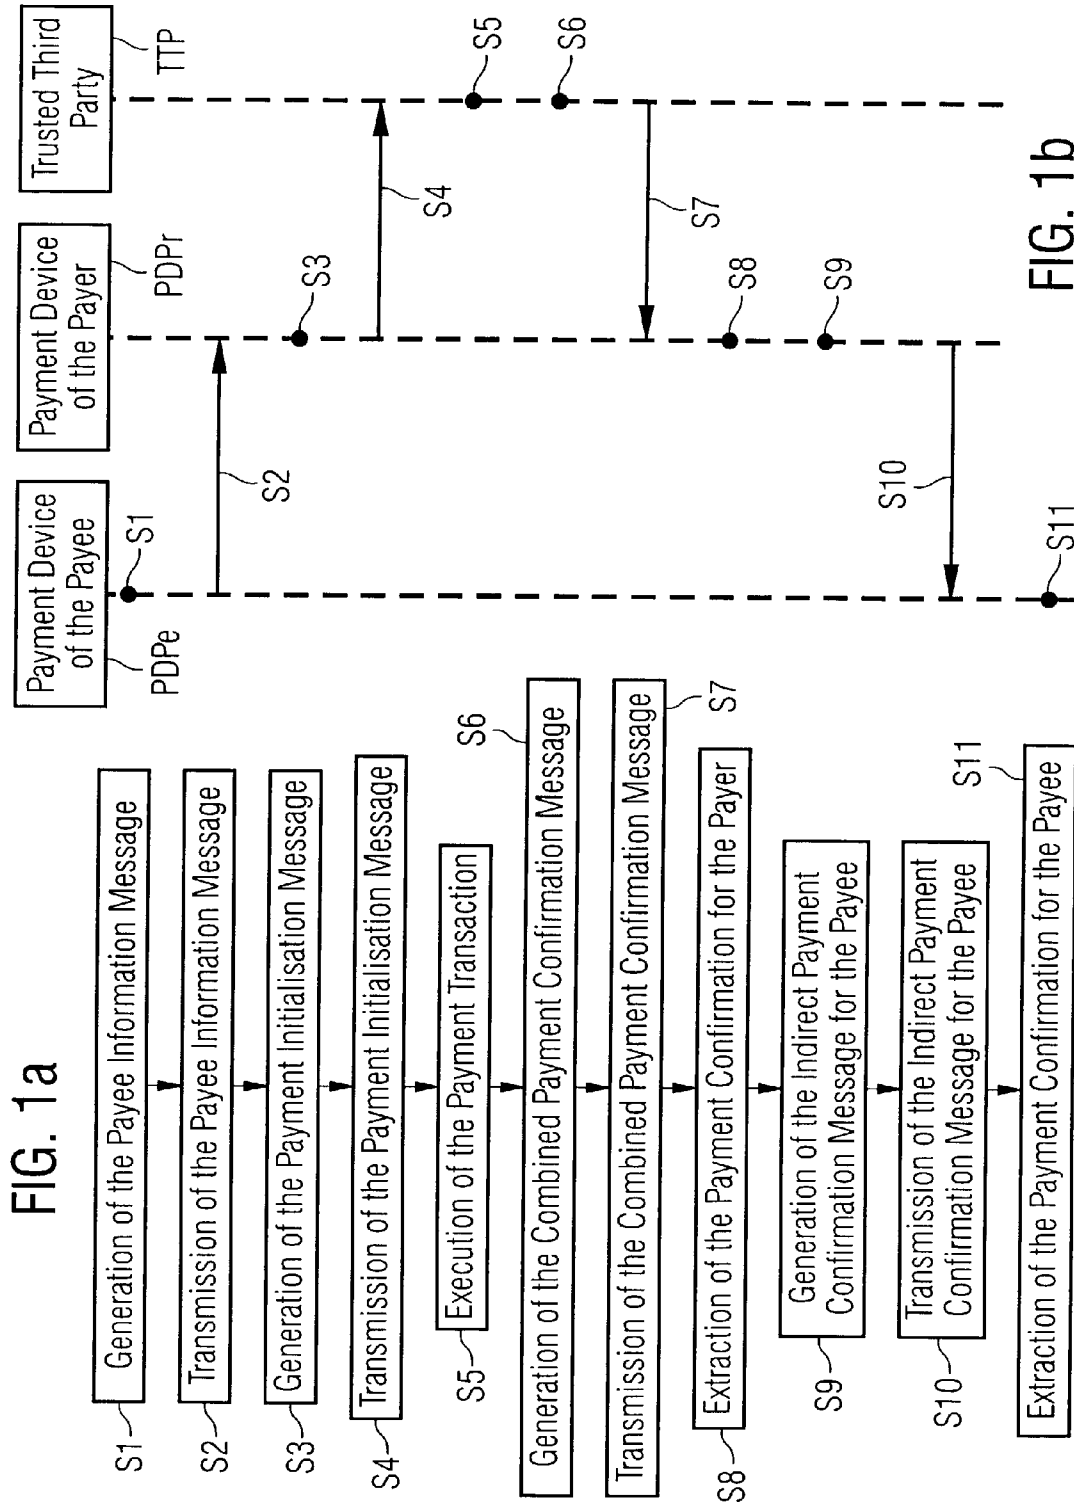 FIG. 1a
S1
Generation of the Payee Information Message
S2
Transmission of the Payee Information Message
S3
Generation of the Payment Initialisation Message
S4
Transmission of the Payment Initialisation Message
S5
Execution of the Payment Transaction
S6
Generation of the Combined Payment Confirmation Message
Transmission of the Combined Payment Confirmation Message
S7
S8
Extraction of the Payment Confirmation for the Payer
S9
Generation of the Indirect Payment
Confirmation Message for the Payee
S10
Transmission of the Indirect Payment
Confirmation Message for the Payee
S11
Extraction of the Payment Confirmation for the Payee
Payment Device
of the Payee
PDPe
Payment Device
of the Payer
PDPr
Trusted Third
Party
TTP
S1
S2
S3
S4
S5
S6
S7
S8
S9
S10
S11
FIG. 1b